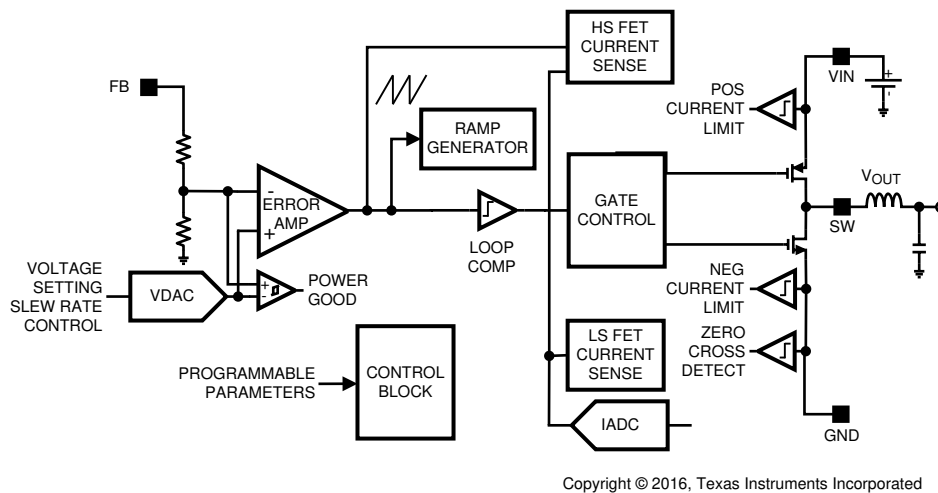 HS FET
CURRENT
SENSE
VIN
+
-
FB
POS
CURRENT
LIMIT
RAMP
GENERATOR
-
ERROR
AMP
+
GATE
CONTROL
VOUT
SW
LOOP
COMP
VOLTAGE
SETTING
SLEW RATE
CONTROL
VDAC
+
-
POWER
GOOD
NEG
CURRENT
LIMIT
LS FET
CURRENT
SENSE
ZERO
CROSS
DETECT
PROGRAMMABLE
PARAMETERS
CONTROL
BLOCK
IADC
GND
Copyright © 2016, Texas Instruments Incorporated